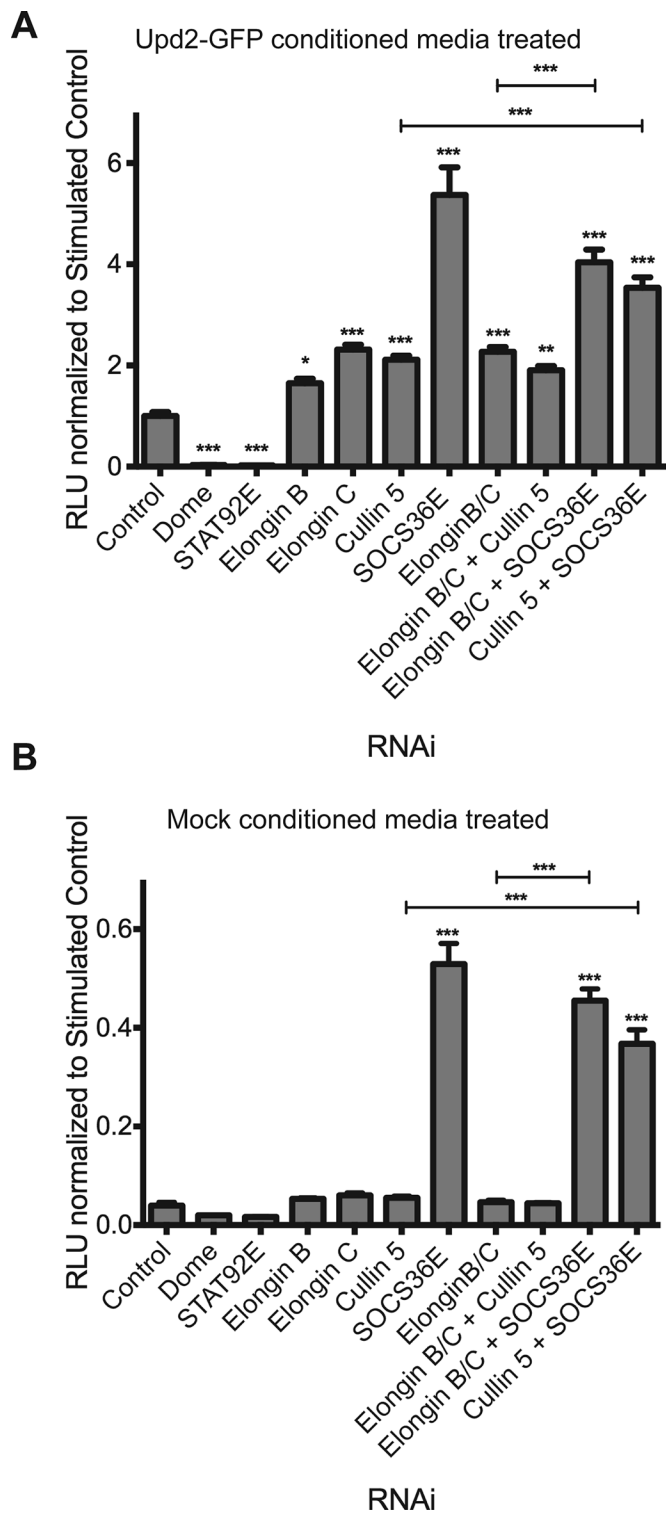 A
Upd2-GFP conditioned media treated
***
***
RLU norlmalized to Stimulated Control
6
4
2
0
***
***
***
*
***
***
***
**
***
***
Control
Dome
STAT92E
Elongin B
Elongin C
Cullin 5
SOCS36E
ElonginB/C
Elongin B/C + Cullin 5
Elongin B/C + SOCS36E
Cullin 5 + SOCS36E
RNAi
B
Mock conditioned media treated
***
***
RLU normalized to Stimulated Control
0.6
0.4
0.2
0.0
***
***
***
Control
Dome
STAT92E
Elongin B
Elongin C
Cullin 5
SOCS36E
ElonginB/C
Elongin B/C + Cullin 5
Elongin B/C + SOCS36E
Cullin 5 + SOCS36E
RNAi